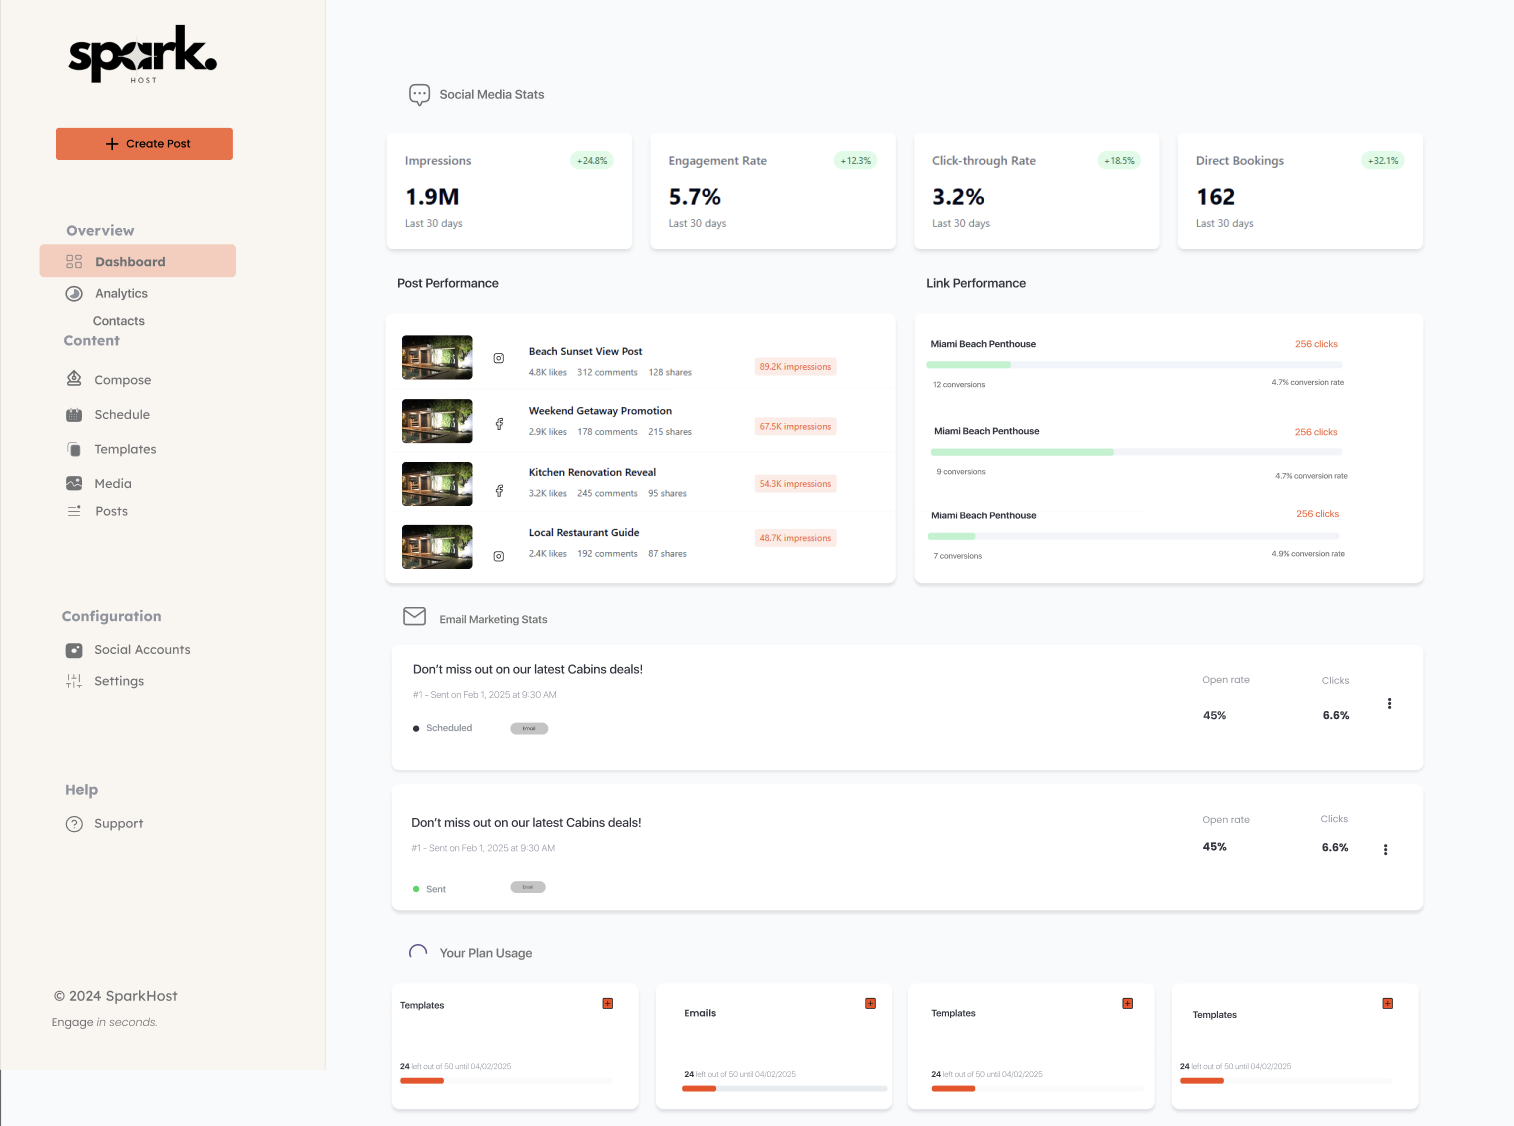 spark.
HOST
Create Post
Overview
Dashboard
Analytics
Contacts
Content
Compose
Schedule
Templates
Media
Posts
Configuration
Social Accounts
Settings
Help
Support
© 2024 SparkHost
Engage in seconds.
Social Media Stats
Impressions +24.8%
1.9M
Last 30 days
Engagement Rate +12.3%
5.7%
Last 30 days
Click-through Rate +18.5%
3.2%
Last 30 days
Direct Bookings +32.1%
162
Last 30 days
Post Performance
Beach Sunset View Post
4.8K likes 312 comments 128 shares
89.2K impressions
Weekend Getaway Promotion
2.9K likes 178 comments 215 shares
67.5K impressions
Kitchen Renovation Reveal
3.2K likes 245 comments 95 shares
54.3K impressions
Local Restaurant Guide
2.4K likes 192 comments 87 shares
48.7K impressions
Link Performance
Miami Beach Penthouse 256 clicks
12 conversions 4.7% conversion rate
Miami Beach Penthouse 256 clicks
9 conversions 4.7% conversion rate
Miami Beach Penthouse 256 clicks
7 conversions 4.9% conversion rate
Email Marketing Stats
Don't miss out on our latest Cabins deals!
#1 - Sent on Feb 1, 2025 at 9:30 AM
Scheduled Email
Open rate Clicks
45% 6.6%
Don't miss out on our latest Cabins deals!
#1 - Sent on Feb 1, 2025 at 9:30 AM
Sent Email
Open rate Clicks
45% 6.6%
Your Plan Usage
Templates
24 left out of 50 until 04/02/2025
Emails
24 left out of 50 until 04/02/2025
Templates
24 left out of 50 until 04/02/2025
Templates
24 left out of 50 until 04/02/2025